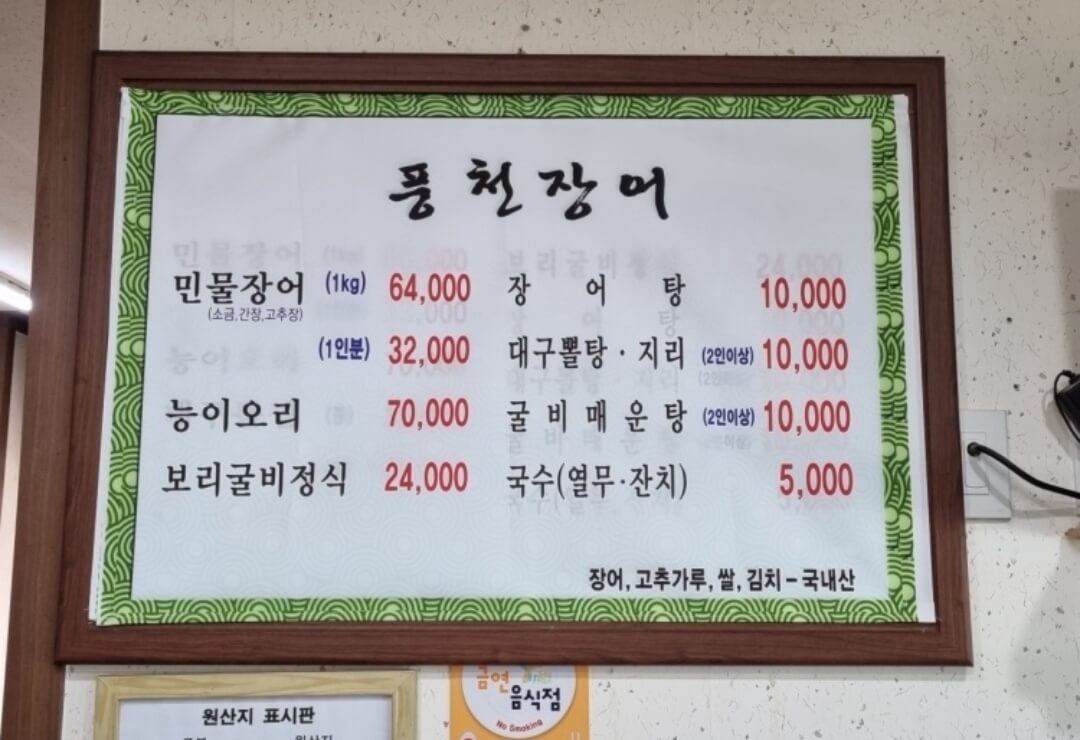 풍천장어
민물장어 (1kg) 64,000
(소금,간장,고추장)
(1인분) 32,000
능이오리 70,000
보리굴비정식 24,000
장어탕 10,000
대구뽈탕·지리 (2인이상) 10,000
굴비매운탕 (2인이상) 10,000
국수(열무·잔치) 5,000
장어, 고추가루, 쌀, 김치 - 국내산
원산지 표시판
금연
음식점
No Smoking